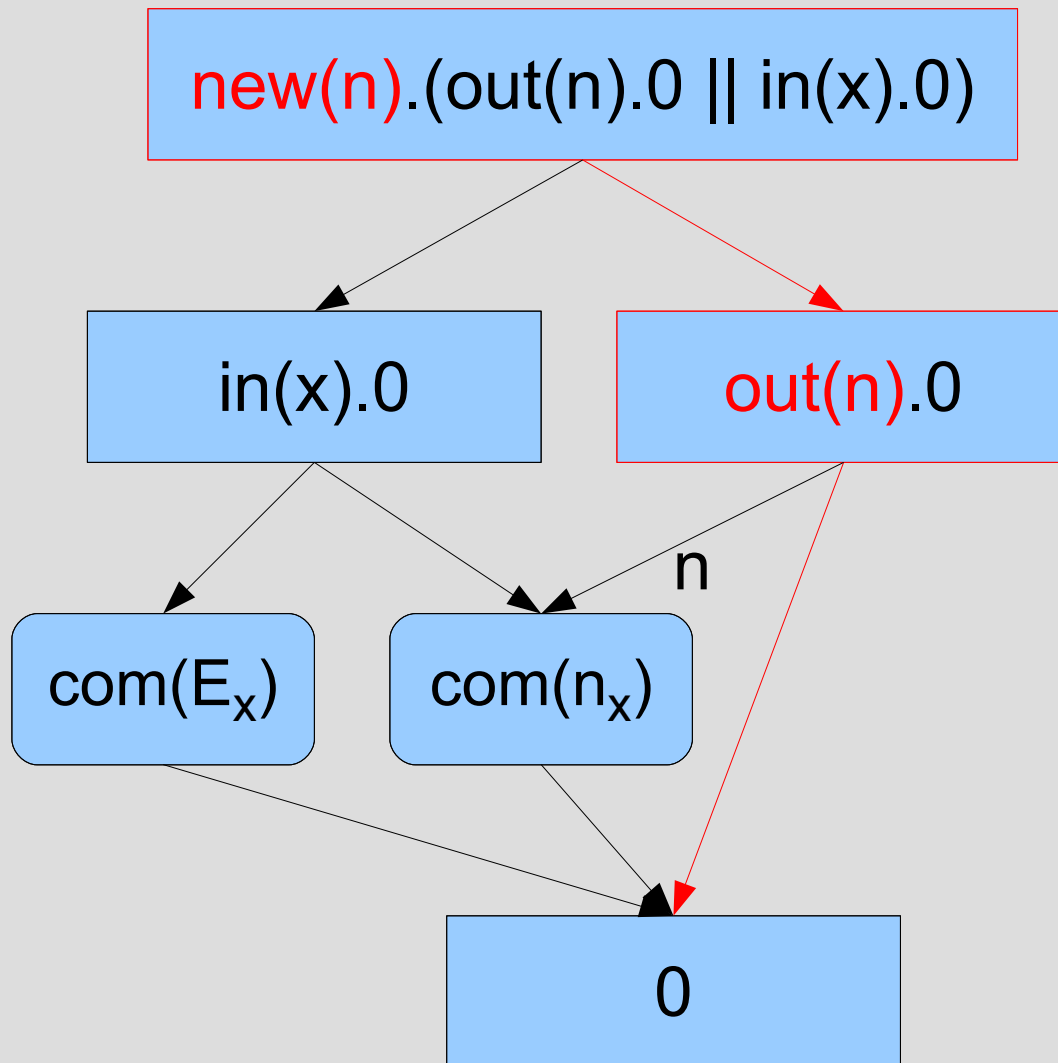 new(n).(out(n).0 || in(x).0)
in(x).0
out(n).0
n
com(Eₓ)
com(nₓ)
0